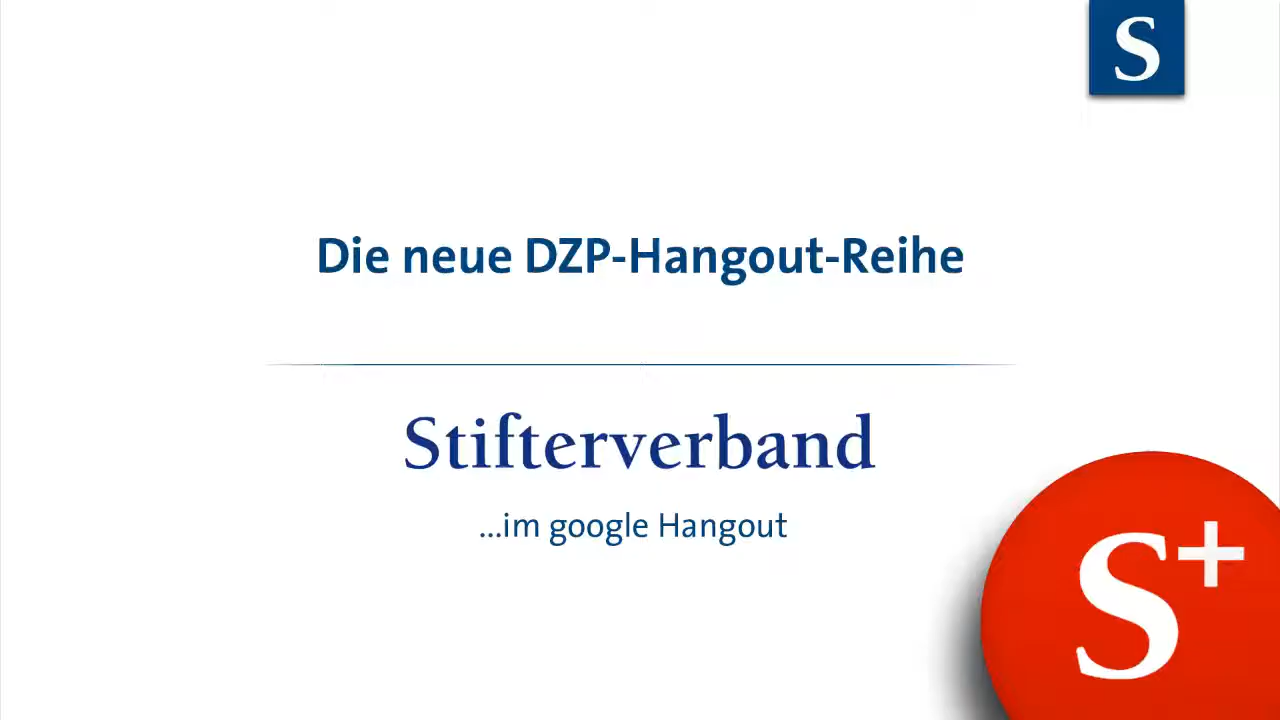 S
Die neue DZP-Hangout-Reihe
Stifterverband
...im google Hangout
S+